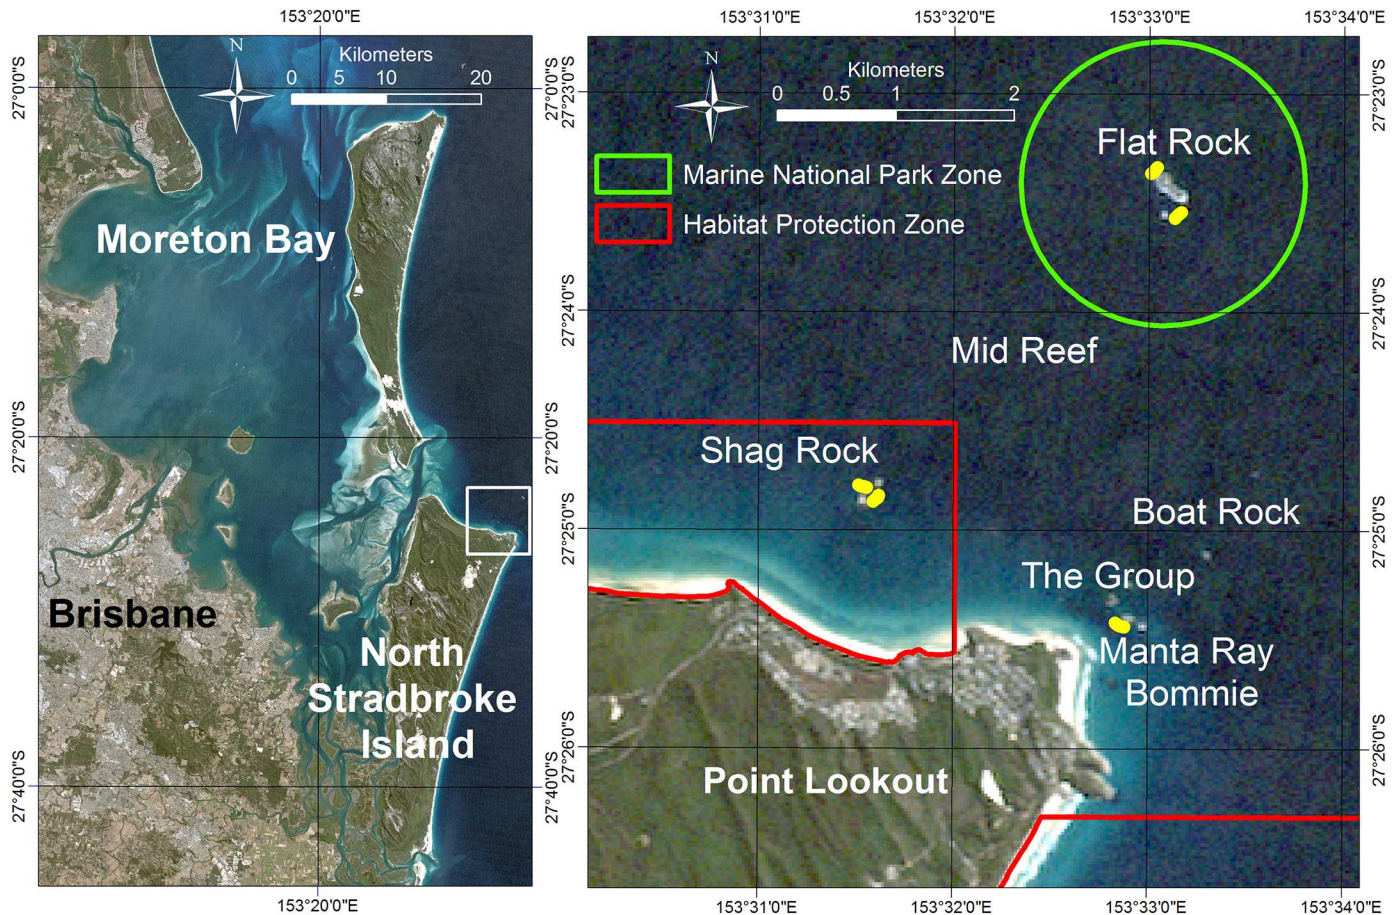 153°20'0"E
153°31'0"E
153°32'0"E
153°33'0"E
153°34'0"E
N
Kilometers
0 5 10 20
27°0'0"S
27°0'0"S
Moreton Bay
27°20'0"S
27°20'0"S
Brisbane
North
Stradbroke
Island
27°40'0"S
27°40'0"S
153°20'0"E
N
Kilometers
0 0.5 1 2
27°23'0"S
27°23'0"S
Marine National Park Zone
Habitat Protection Zone
Flat Rock
27°24'0"S
27°24'0"S
Mid Reef
Shag Rock
Boat Rock
27°25'0"S
27°25'0"S
The Group
Manta Ray
Bommie
27°26'0"S
27°26'0"S
Point Lookout
153°31'0"E
153°32'0"E
153°33'0"E
153°34'0"E